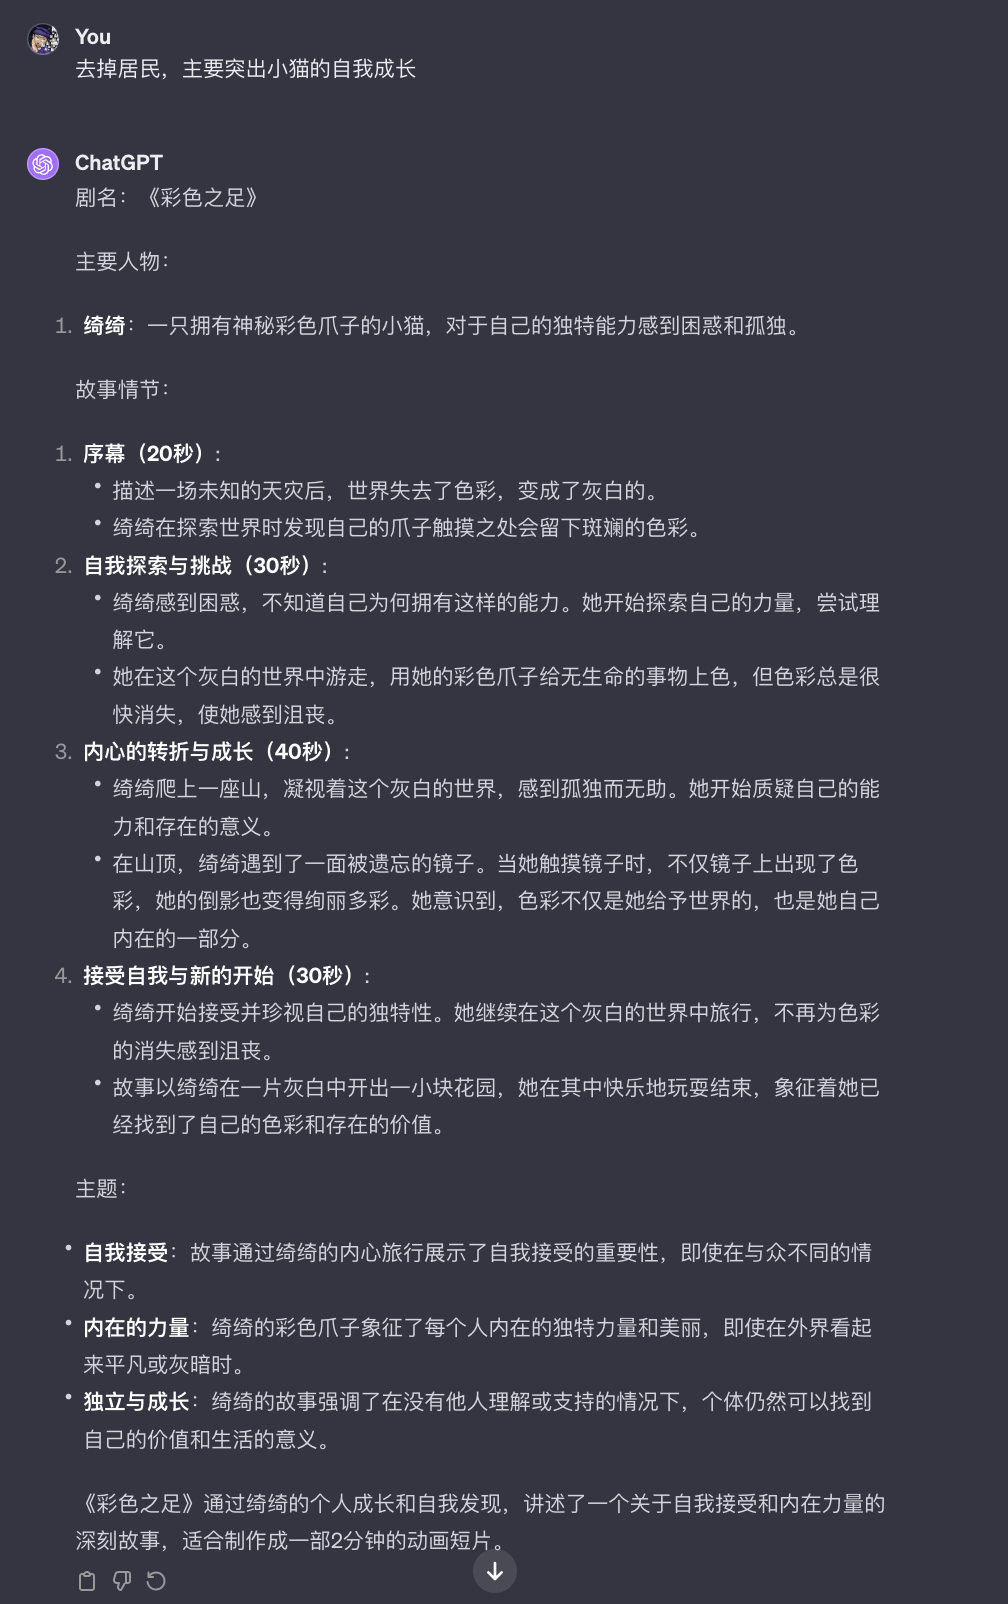 You
去掉居民，主要突出小猫的自我成长
ChatGPT
剧名：《彩色之足》
主要人物：
1. 绮绮：一只拥有神秘彩色爪子的小猫，对于自己的独特能力感到困惑和孤独。
故事情节：
1. 序幕（20秒）：
• 描述一场未知的天灾后，世界失去了色彩，变成了灰白的。
• 绮绮在探索世界时发现自己的爪子触摸之处会留下斑斓的色彩。
2. 自我探索与挑战（30秒）：
• 绮绮感到困惑，不知道自己为何拥有这样的能力。她开始探索自己的力量，尝试理
解它。
• 她在这个灰白的世界中游走，用她的彩色爪子给无生命的事物上色，但色彩总是很
快消失，使她感到沮丧。
3. 内心的转折与成长（40秒）：
• 绮绮爬上一座山，凝视着这个灰白的世界，感到孤独而无助。她开始质疑自己的能
力和存在的意义。
• 在山顶，绮绮遇到了一面被遗忘的镜子。当她触摸镜子时，不仅镜子上出现了色
彩，她的倒影也变得绚丽多彩。她意识到，色彩不仅是她给予世界的，也是她自己
内在的一部分。
4. 接受自我与新的开始（30秒）：
• 绮绮开始接受并珍视自己的独特性。她继续在这个灰白的世界中旅行，不再为色彩
的消失感到沮丧。
• 故事以绮绮在一片灰白中开出一小块花园，她在其中快乐地玩耍结束，象征着她已
经找到了自己的色彩和存在的价值。
主题：
• 自我接受：故事通过绮绮的内心旅行展示了自我接受的重要性，即使在与众不同的情
况下。
• 内在的力量：绮绮的彩色爪子象征了每个人内在的独特力量和美丽，即使在外界看起
来平凡或灰暗时。
• 独立与成长：绮绮的故事强调了在没有他人理解或支持的情况下，个体仍然可以找到
自己的价值和生活的意义。
《彩色之足》通过绮绮的个人成长和自我发现，讲述了一个关于自我接受和内在力量的
深刻故事，适合制作成一部2分钟的动画短片。